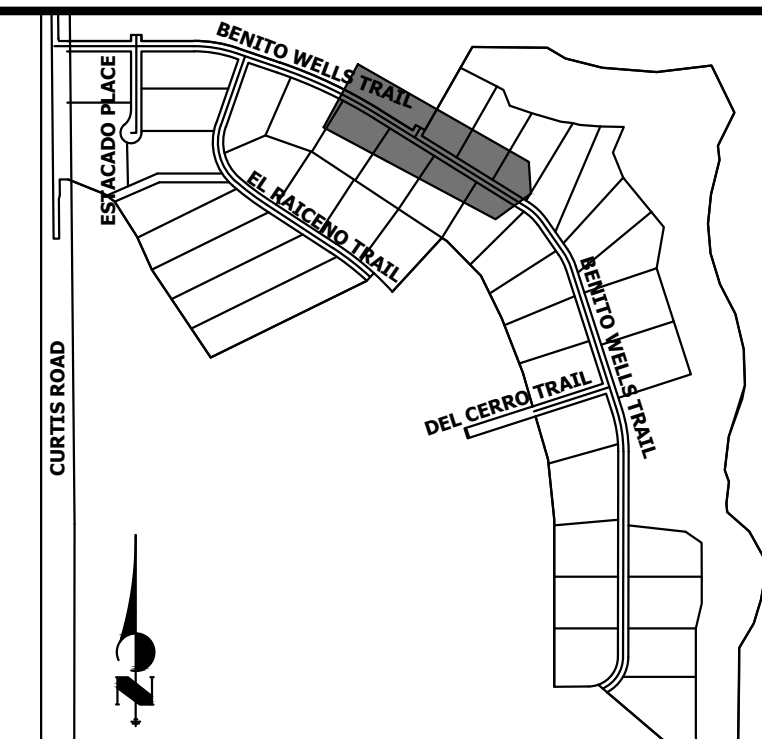 BENITO WELLS TRAIL
ESTACADO PLACE
EL RAICENO TRAIL
BENITO WELLS TRAIL
DEL CERRO TRAIL
CURTIS ROAD
N